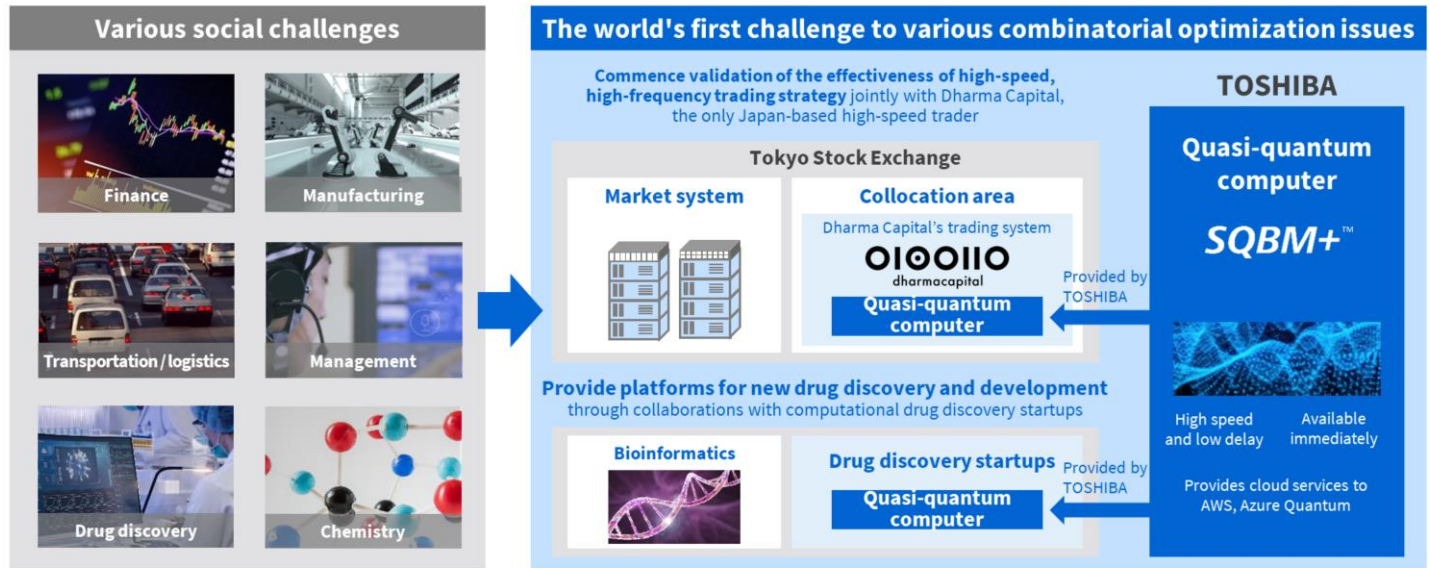 Various social challenges
Finance
Manufacturing
Transportation / logistics
Management
Drug discovery
Chemistry
The world's first challenge to various combinatorial optimization issues
Commence validation of the effectiveness of high-speed,
high-frequency trading strategy jointly with Dharma Capital,
the only Japan-based high-speed trader
Tokyo Stock Exchange
Market system
Collocation area
Dharma Capital's trading system
dharmacapital
Quasi-quantum
computer
Provided by
TOSHIBA
Provide platforms for new drug discovery and development
through collaborations with computational drug discovery startups
Bioinformatics
Drug discovery startups
Quasi-quantum
computer
Provided by
TOSHIBA
TOSHIBA
Quasi-quantum
computer
SQBM+™
High speed
and low delay
Available
immediately
Provides cloud services to
AWS, Azure Quantum